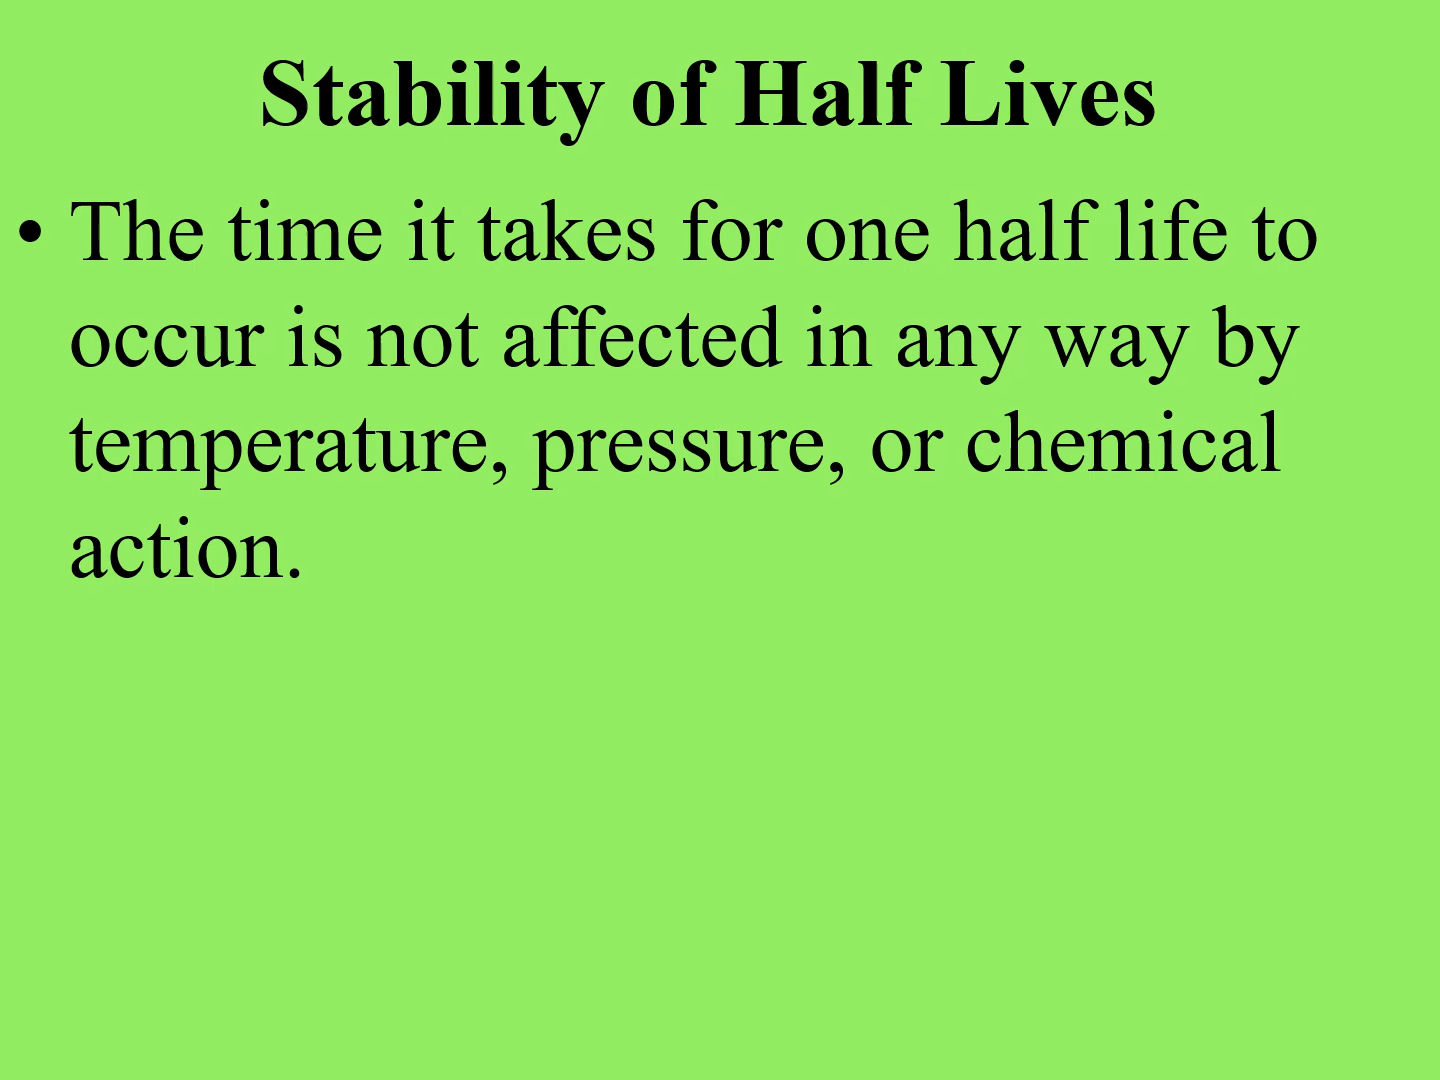 Stability of Half Lives
• The time it takes for one half life to
occur is not affected in any way by
temperature, pressure, or chemical
action.